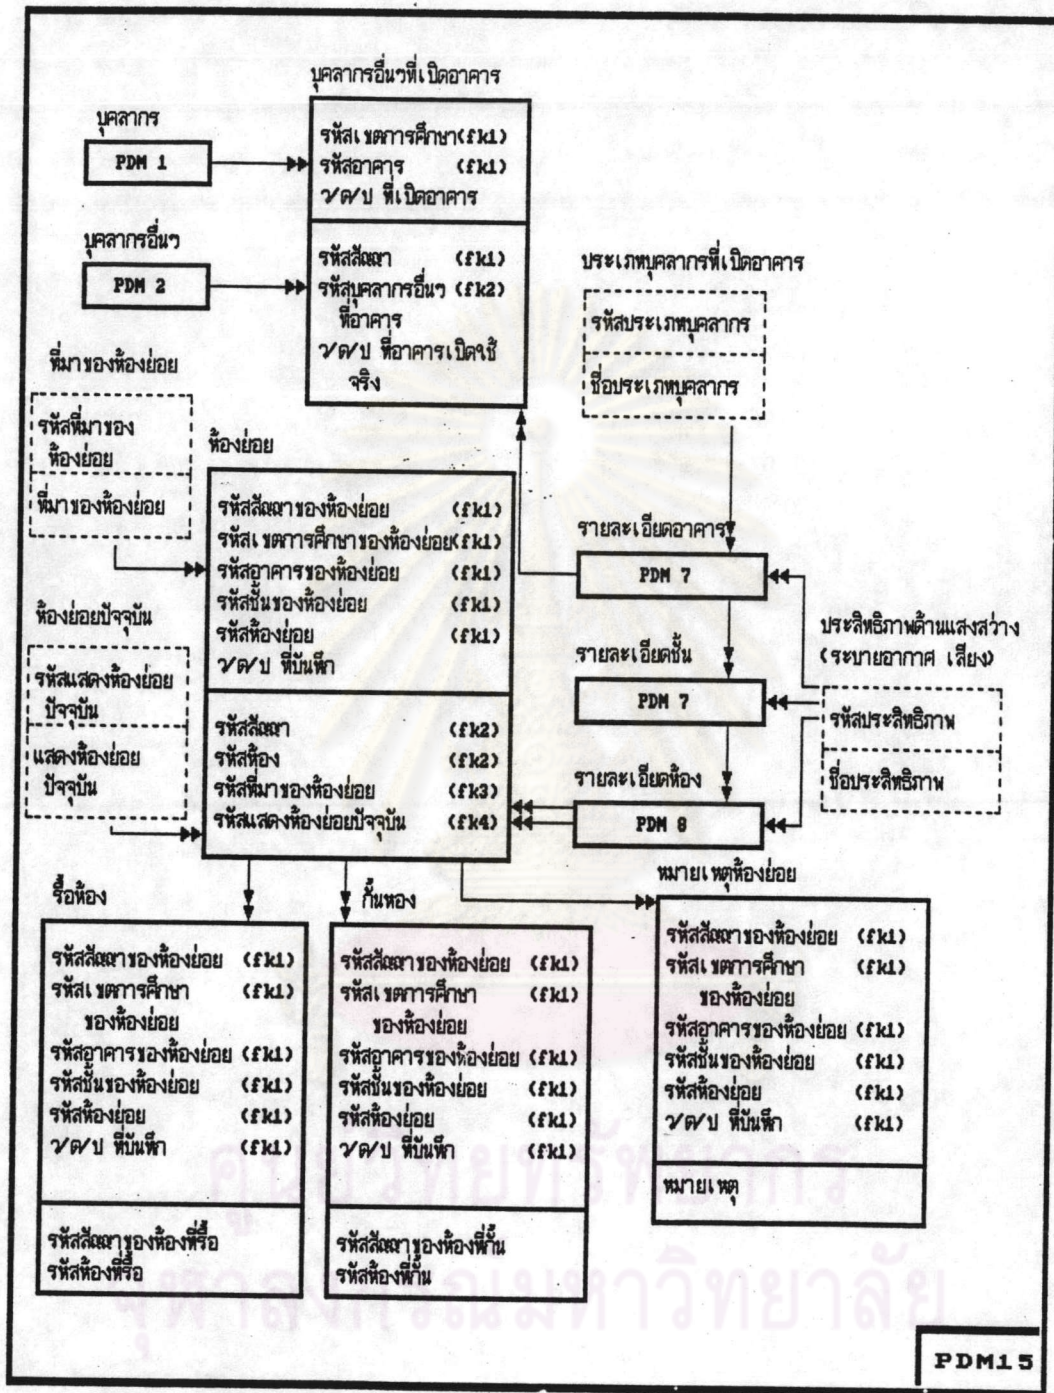 บุคลากรอื่นๆที่เปิดอาคาร
รหัสเขตการศึกษา(fk1)
รหัสอาคาร (fk1)
ว/ด/ป ที่เปิดอาคาร
รหัสสัญญา (fk1)
รหัสบุคลากรอื่นๆ (fk2)
ที่อาคาร
ว/ด/ป ที่อาคารเปิดใช้
จริง
บุคลากร
PDM 1
บุคลากรอื่นๆ
PDM 2
ประเภทบุคลากรที่เปิดอาคาร
รหัสประเภทบุคลากร
ชื่อประเภทบุคลากร
ที่มาของห้องย่อย
รหัสที่มาของ
ห้องย่อย
ที่มาของห้องย่อย
ห้องย่อย
รหัสสัญญาของห้องย่อย (fk1)
รหัสเขตการศึกษาของห้องย่อย(fk1)
รหัสอาคารของห้องย่อย (fk1)
รหัสชั้นของห้องย่อย (fk1)
รหัสห้องย่อย (fk1)
ว/ด/ป ที่บันทึก
รหัสสัญญา (fk2)
รหัสห้อง (fk2)
รหัสที่มาของห้องย่อย (fk3)
รหัสแสดงห้องย่อยปัจจุบัน (fk4)
ห้องย่อยปัจจุบัน
รหัสแสดงห้องย่อย
ปัจจุบัน
แสดงห้องย่อย
ปัจจุบัน
รายละเอียดอาคาร
PDM 7
รายละเอียดชั้น
PDM 7
รายละเอียดห้อง
PDM 8
ประสิทธิภาพด้านแสงสว่าง
(ระบายอากาศ เสียง)
รหัสประสิทธิภาพ
ชื่อประสิทธิภาพ
รื้อห้อง
รหัสสัญญาของห้องย่อย (fk1)
รหัสเขตการศึกษา (fk1)
ของห้องย่อย
รหัสอาคารของห้องย่อย (fk1)
รหัสชั้นของห้องย่อย (fk1)
รหัสห้องย่อย (fk1)
ว/ด/ป ที่บันทึก (fk1)
รหัสสัญญาของห้องที่รื้อ
รหัสห้องที่รื้อ
กั้นหอง
รหัสสัญญาของห้องย่อย (fk1)
รหัสเขตการศึกษา (fk1)
ของห้องย่อย
รหัสอาคารของห้องย่อย (fk1)
รหัสชั้นของห้องย่อย (fk1)
รหัสห้องย่อย (fk1)
ว/ด/ป ที่บันทึก (fk1)
รหัสสัญญาของห้องที่กั้น
รหัสห้องที่กั้น
หมายเหตุห้องย่อย
รหัสสัญญาของห้องย่อย (fk1)
รหัสเขตการศึกษา (fk1)
ของห้องย่อย
รหัสอาคารของห้องย่อย (fk1)
รหัสชั้นของห้องย่อย (fk1)
รหัสห้องย่อย (fk1)
ว/ด/ป ที่บันทึก (fk1)
หมายเหตุ
ศูนย์วิทยทรัพยากร
จุฬาลงกรณ์มหาวิทยาลัย
PDM15